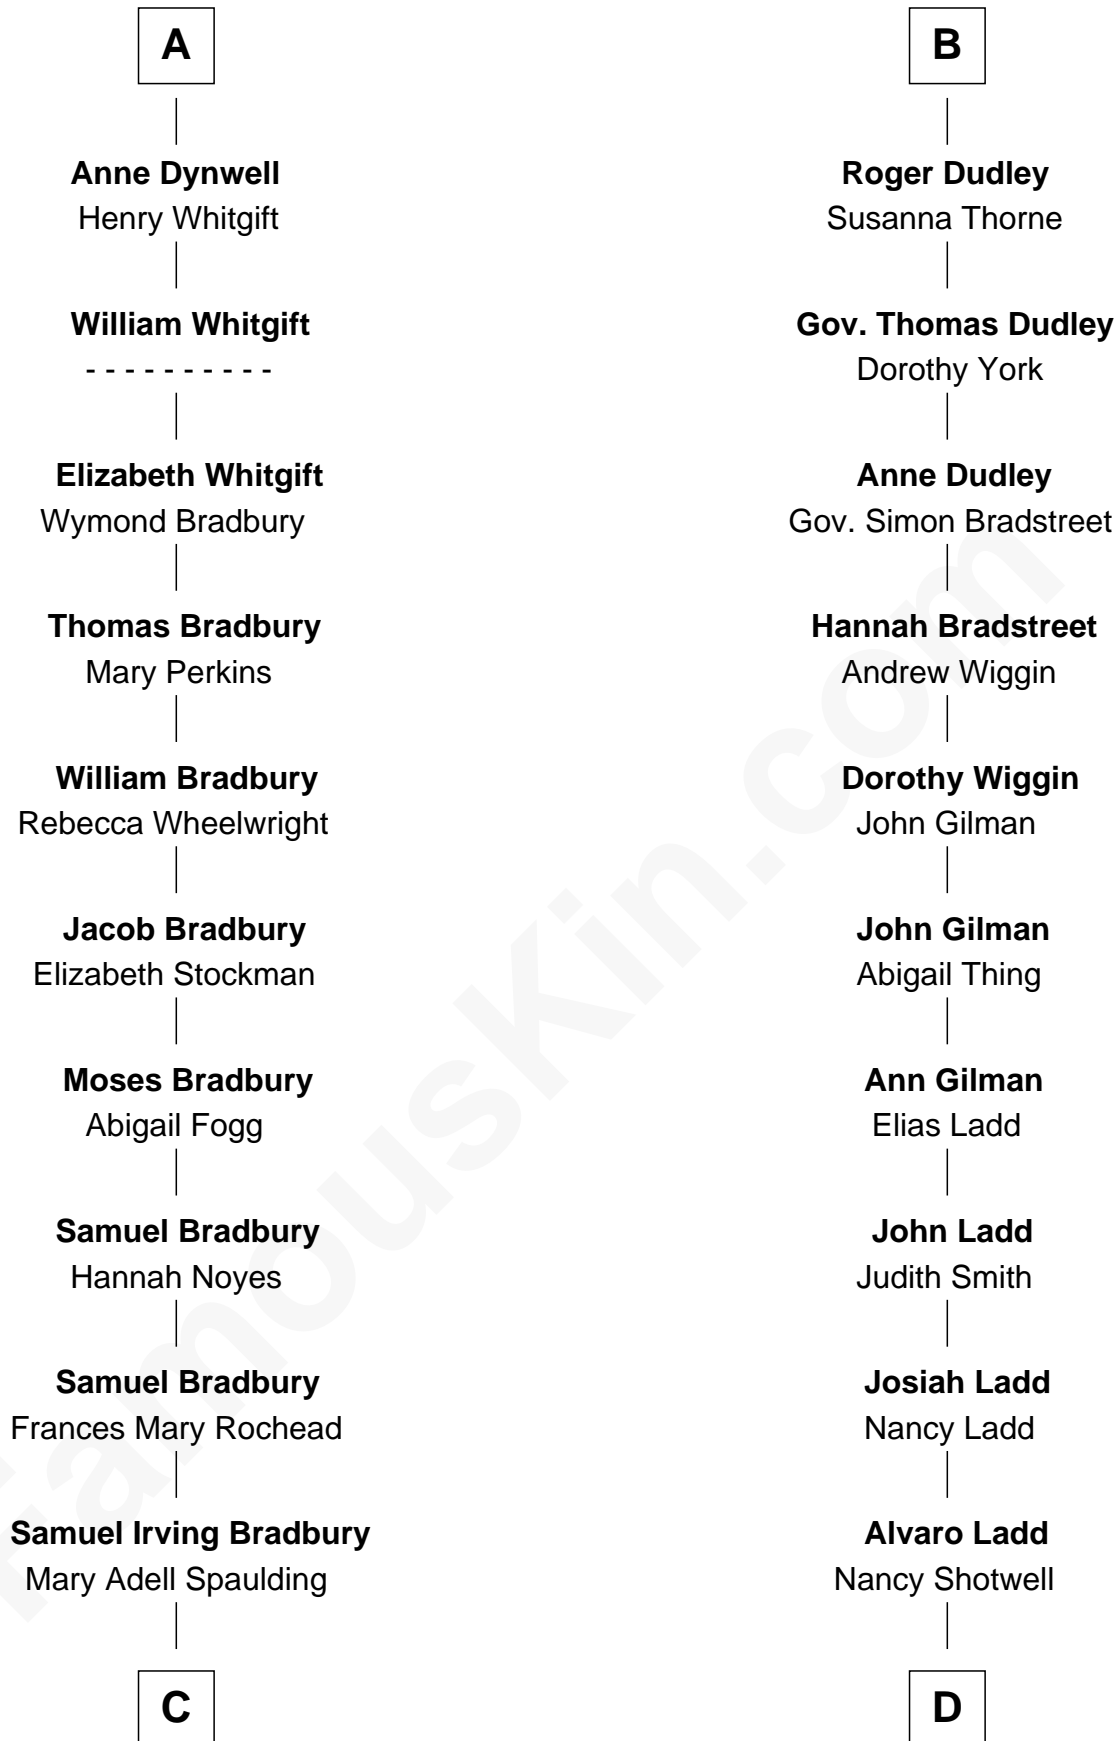 A
Anne Dynwell
Henry Whitgift
William Whitgift
- - - - - - - - - -
Elizabeth Whitgift
Wymond Bradbury
Thomas Bradbury
Mary Perkins
William Bradbury
Rebecca Wheelwright
Jacob Bradbury
Elizabeth Stockman
Moses Bradbury
Abigail Fogg
Samuel Bradbury
Hannah Noyes
Samuel Bradbury
Frances Mary Rochead
Samuel Irving Bradbury
Mary Adell Spaulding
C
B
Roger Dudley
Susanna Thorne
Gov. Thomas Dudley
Dorothy York
Anne Dudley
Gov. Simon Bradstreet
Hannah Bradstreet
Andrew Wiggin
Dorothy Wiggin
John Gilman
John Gilman
Abigail Thing
Ann Gilman
Elias Ladd
John Ladd
Judith Smith
Josiah Ladd
Nancy Ladd
Alvaro Ladd
Nancy Shotwell
D
FamousKin.com